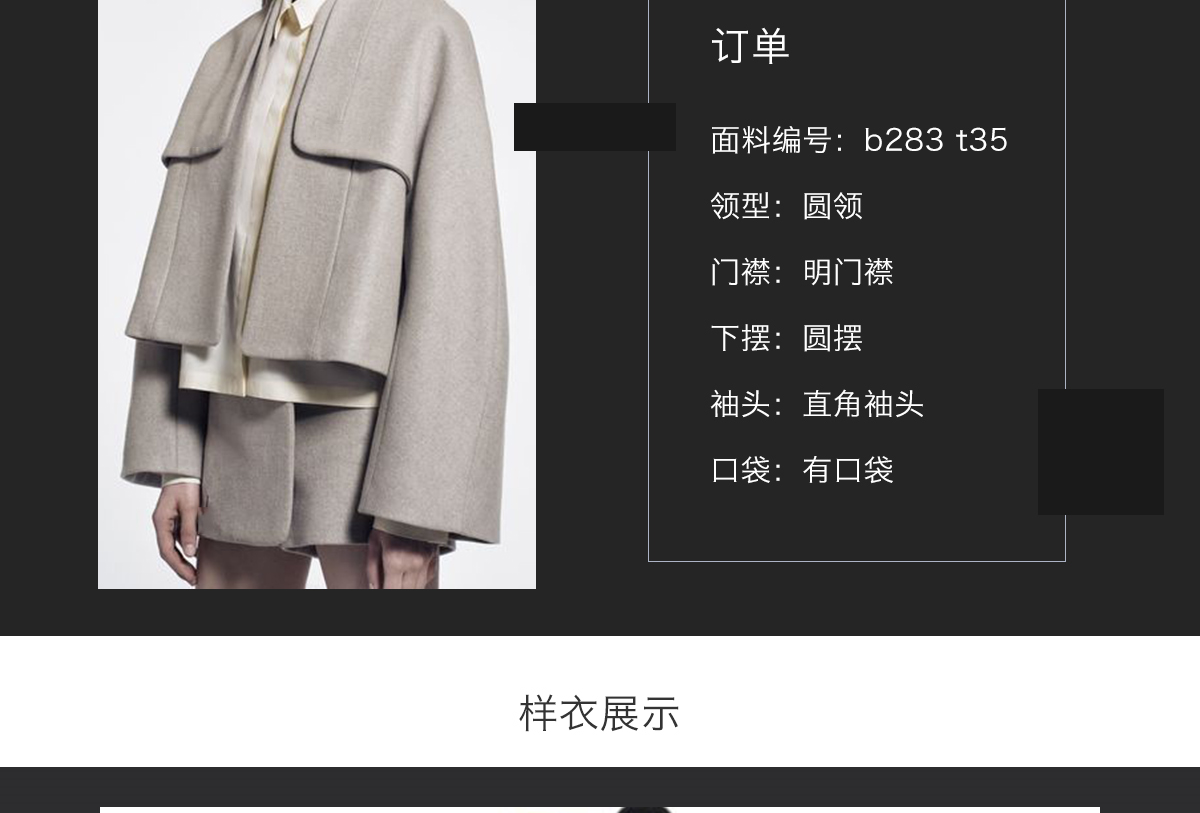 订单
面料编号：b283 t35
领型：圆领
门襟：明门襟
下摆：圆摆
袖头：直角袖头
口袋：有口袋
样衣展示